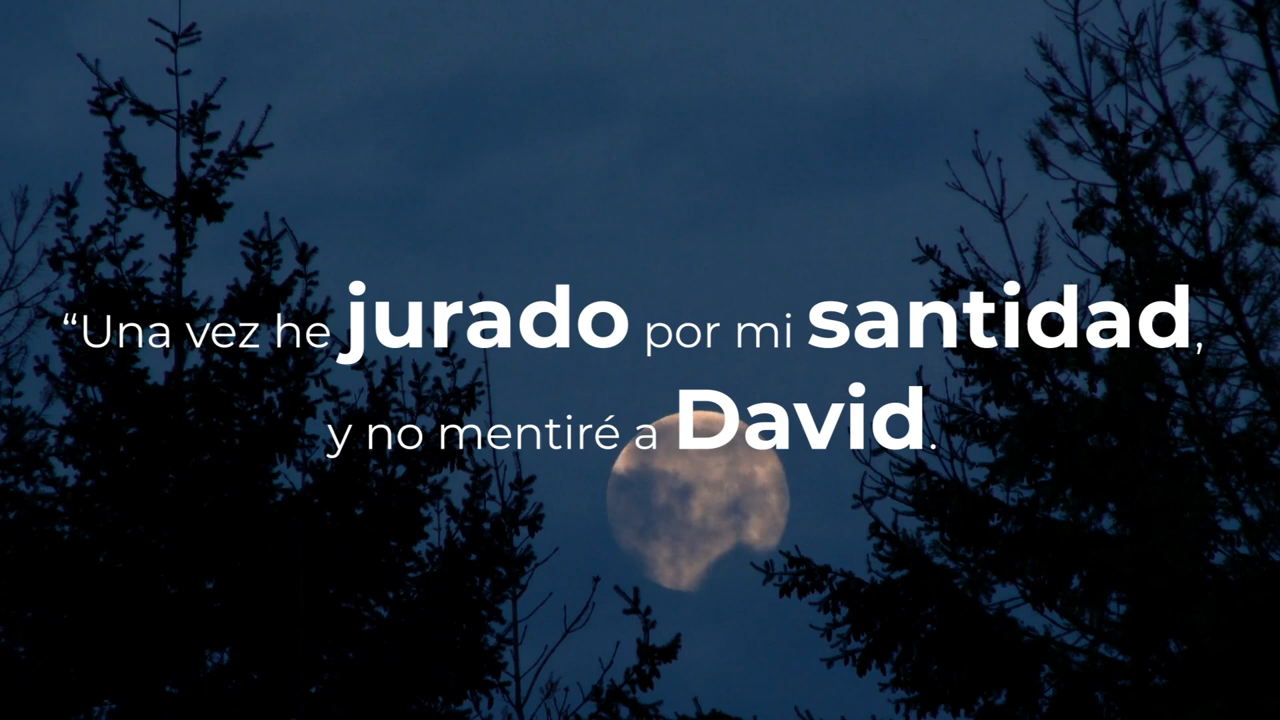 “Una vez he jurado por mi santidad,
y no mentiré a David.